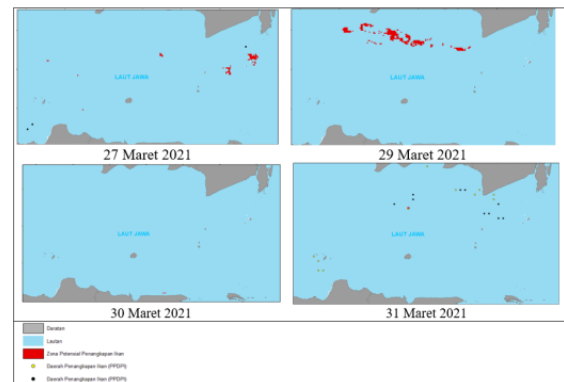 LAUT JAWA
LAUT JAWA
27 Maret 2021
29 Maret 2021
LAUT JAWA
LAUT JAWA
30 Maret 2021
31 Maret 2021
Daratan
Lautan
Zona Potensial Penangkapan Ikan
Daerah Penangkapan Ikan (PPDPI)
Daerah Penangkapan Ikan (PPDPI)